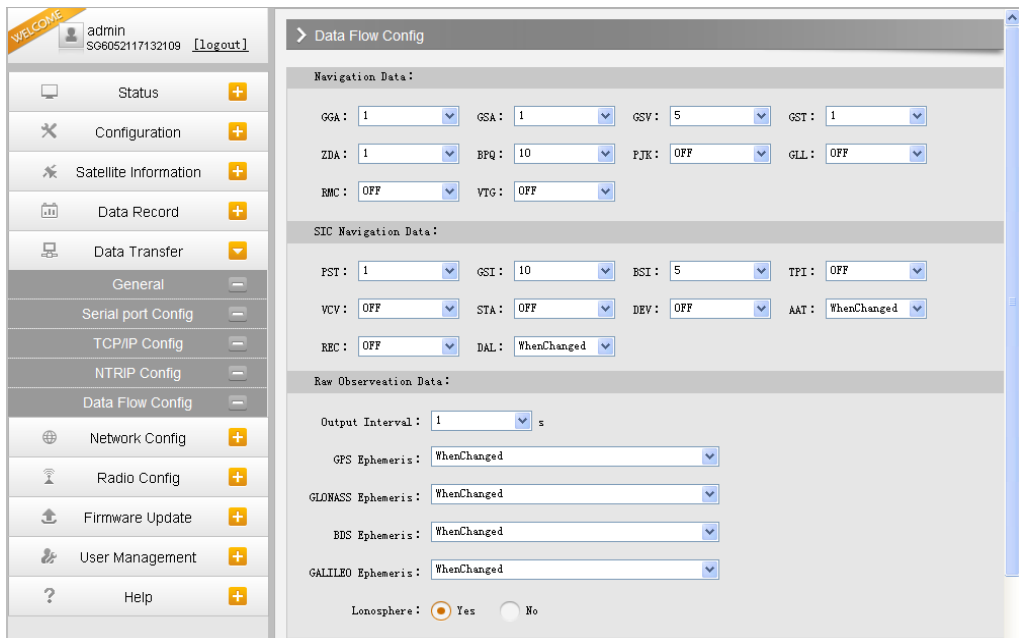 WELCOME
admin
SG6052117132109 [logout]
Status
Configuration
Satellite Information
Data Record
Data Transfer
General
Serial port Config
TCP/IP Config
NTRIP Config
Data Flow Config
Network Config
Radio Config
Firmware Update
User Management
? Help
Data Flow Config
Navigation Data:
GGA: 1 GSA: 1 GSV: 5 GST: 1
ZDA: 1 BPQ: 10 PJK: OFF GLL: OFF
RMC: OFF VTG: OFF
SIC Navigation Data:
PST: 1 GSI: 10 BSI: 5 TPI: OFF
VCV: OFF STA: OFF DEV: OFF AAT: WhenChanged
REC: OFF DAL: WhenChanged
Raw Observeation Data:
Output Interval: 1 s
GPS Ephemeris: WhenChanged
GLONASS Ephemeris: WhenChanged
BDS Ephemeris: WhenChanged
GALILEO Ephemeris: WhenChanged
Lonosphere: Yes No